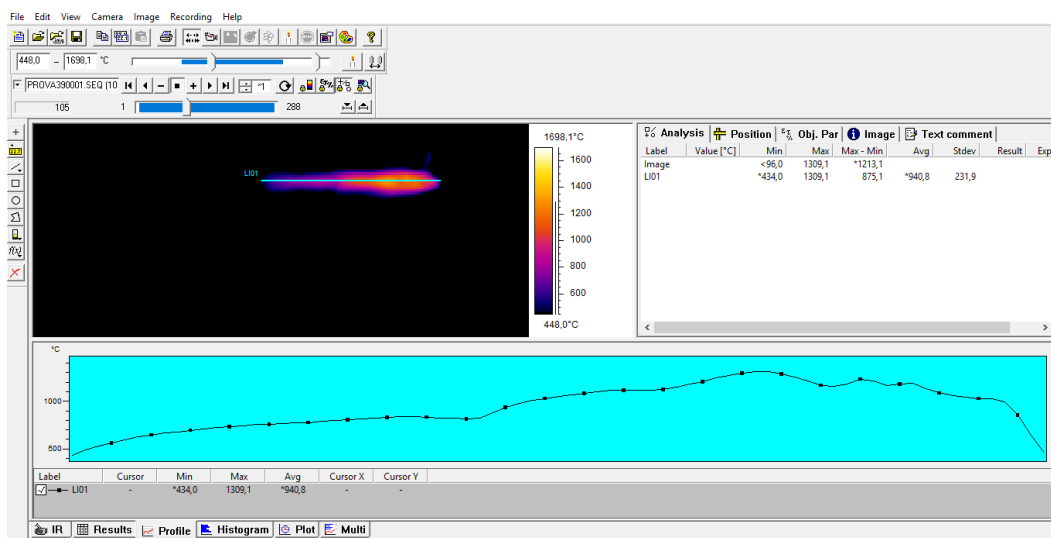 File Edit View Camera Image Recording Help
448,0 - 1698,1 °C
PROVA390001.SEQ (10 *1
105 1 288
Analysis Position Obj. Par Image Text comment
Label Value [°C] Min Max Max - Min Avg Stdev Result Exp
Image <96,0 1309,1 *1213,1
LI01 *434,0 1309,1 875,1 *940,8 231,9
LI01
1698,1°C
1600
1400
1200
1000
800
600
448,0°C
°C
1000
500
Label Cursor Min Max Avg Cursor X Cursor Y
LI01 - *434,0 1309,1 *940,8 - -
IR Results Profile Histogram Plot Multi